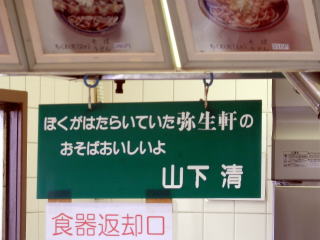 ぼくがはたらいていた弥生軒の
おそばおいしいよ
山下 清
食器返却口